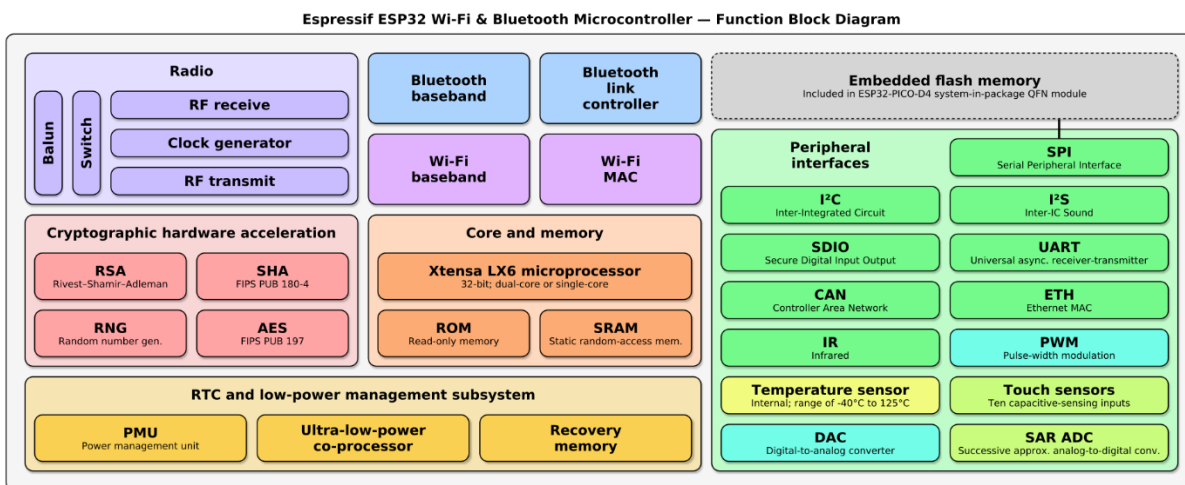 Espressif ESP32 Wi-Fi & Bluetooth Microcontroller — Function Block Diagram
Radio
Balun
Switch
RF receive
Clock generator
RF transmit
Bluetooth
baseband
Bluetooth
link
controller
Wi-Fi
baseband
Wi-Fi
MAC
Embedded flash memory
Included in ESP32-PICO-D4 system-in-package QFN module
Cryptographic hardware acceleration
RSA
Rivest–Shamir–Adleman
SHA
FIPS PUB 180-4
RNG
Random number gen.
AES
FIPS PUB 197
Core and memory
Xtensa LX6 microprocessor
32-bit; dual-core or single-core
ROM
Read-only memory
SRAM
Static random-access mem.
RTC and low-power management subsystem
PMU
Power management unit
Ultra-low-power
co-processor
Recovery
memory
Peripheral
interfaces
SPI
Serial Peripheral Interface
I²C
Inter-Integrated Circuit
I²S
Inter-IC Sound
SDIO
Secure Digital Input Output
UART
Universal async. receiver-transmitter
CAN
Controller Area Network
ETH
Ethernet MAC
IR
Infrared
PWM
Pulse-width modulation
Temperature sensor
Internal; range of -40°C to 125°C
Touch sensors
Ten capacitive-sensing inputs
DAC
Digital-to-analog converter
SAR ADC
Successive approx. analog-to-digital conv.